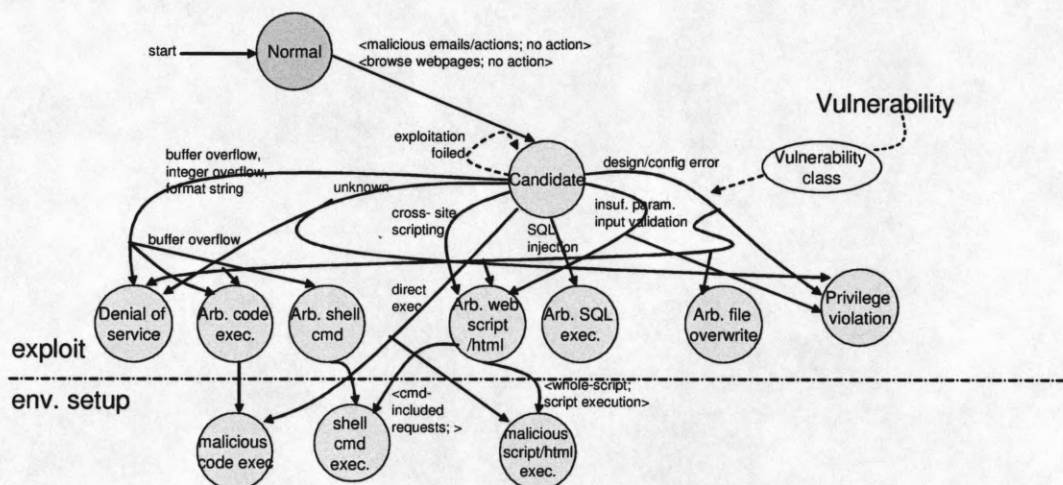 start
Normal
<malicious emails/actions; no action>
<browse webpages; no action>
Vulnerability
exploitation
foiled
buffer overflow,
integer overflow,
format string
unknown
Candidate
design/config error
Vulnerability
class
cross- site
scripting
SQL
injection
insuf. param.
input validation
buffer overflow
direct
exec
Denial of
service
Arb. code
exec.
Arb. shell
cmd
Arb. web
script
/html
Arb. SQL
exec.
Arb. file
overwrite
Privilege
violation
exploit
env. setup
<cmd-
included
requests; >
<whole-script;
script execution>
malicious
code exec
shell
cmd
exec.
malicious
script/html
exec.